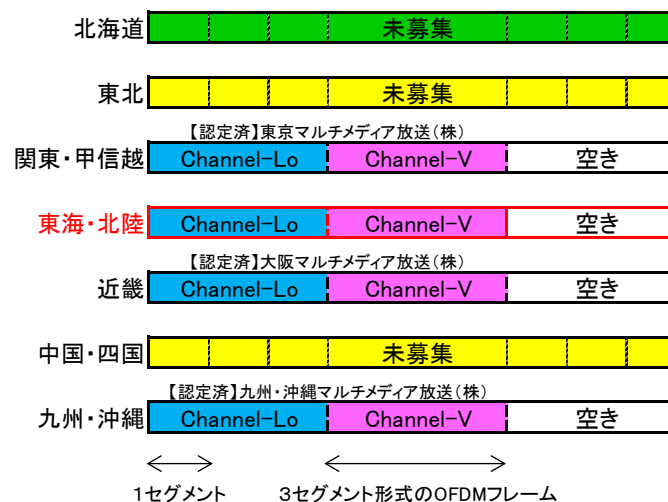 北海道 未募集
東北 未募集
【認定済】東京マルチメディア放送(株)
関東・甲信越 Channel-Lo Channel-V 空き
東海・北陸 Channel-Lo Channel-V 空き
【認定済】大阪マルチメディア放送(株)
近畿 Channel-Lo Channel-V 空き
中国・四国 未募集
【認定済】九州・沖縄マルチメディア放送(株)
九州・沖縄 Channel-Lo Channel-V 空き
1セグメント 3セグメント形式のOFDMフレーム